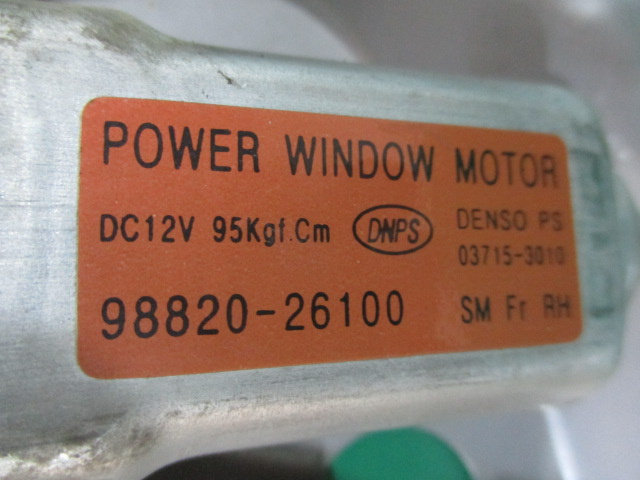 POWER WINDOW MOTOR
DC12V 95Kgf.Cm DNPS DENSO PS
03715-3010
98820-26100 SM Fr RH